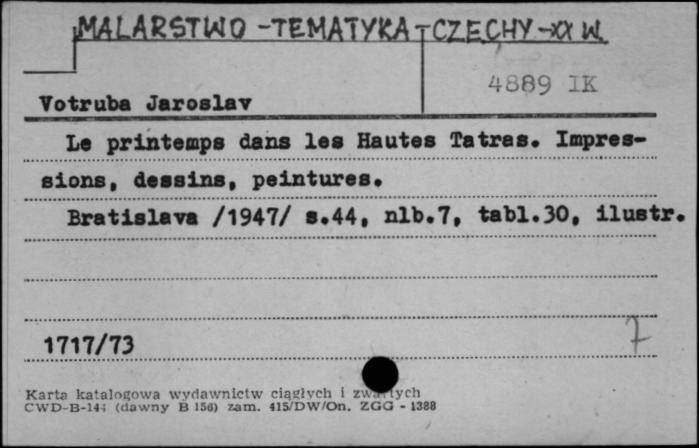 MALARSTWO - TEMATYKA - CZECHY - XX W.
4889 IK
Votruba Jaroslav
Le printemps dans les Hautes Tatras. Impres-
sions, dessins, peintures.
Bratislava /1947/ s.44, nlb.7, tabl.30, ilustr.
1717/73
7
Karta katalogowa wydawnictw ciągłych i zwartych
CWD-B-144 (dawny B 156) zam. 415/DW/On. ZGG - 1388